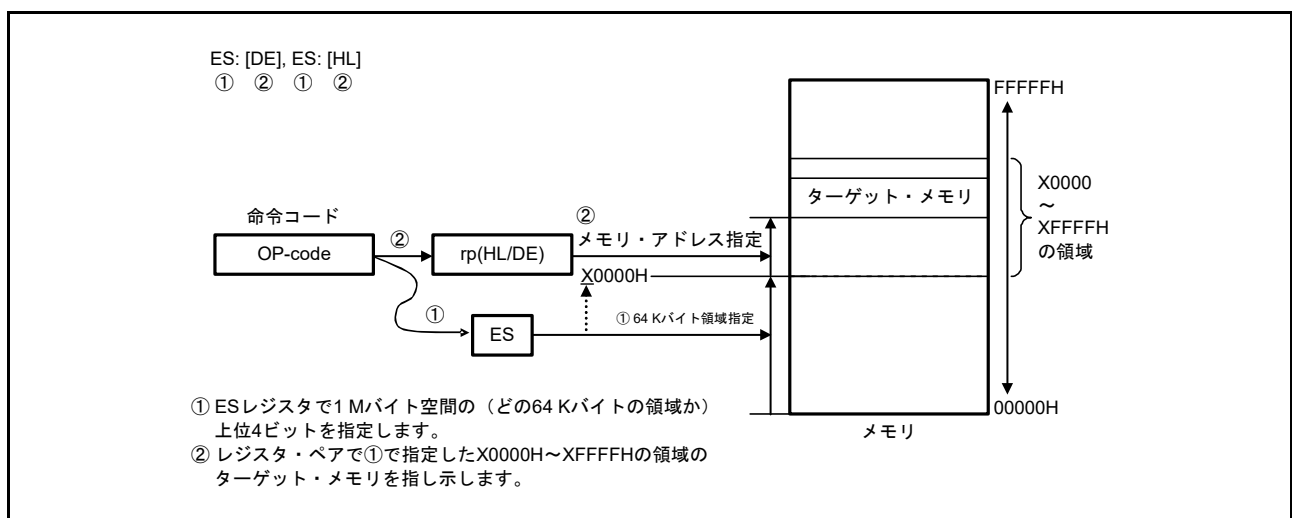 ES: [DE], ES: [HL]
① ② ① ②
FFFFFH
ターゲット・メモリ
X0000
～
XFFFFH
の領域
命令コード
OP-code
②
rp(HL/DE)
②
メモリ・アドレス指定
X0000H
①
ES
① 64 Kバイト領域指定
00000H
メモリ
① ESレジスタで1 Mバイト空間の（どの64 Kバイトの領域か）
上位4ビットを指定します。
② レジスタ・ペアで①で指定したX0000H～XFFFFHの領域の
ターゲット・メモリを指し示します。